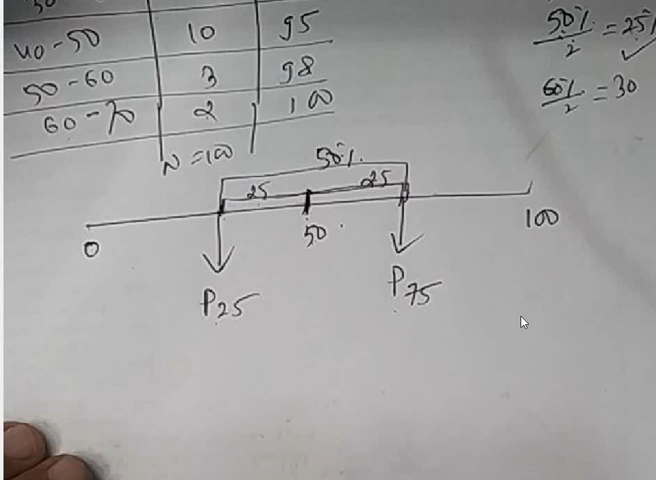 40-50 10 95
50-60 3 98
60-70 2 100
N=100
50% / 2 = 25%
60% / 2 = 30
50%
25 25
0 50 100
P25 P75